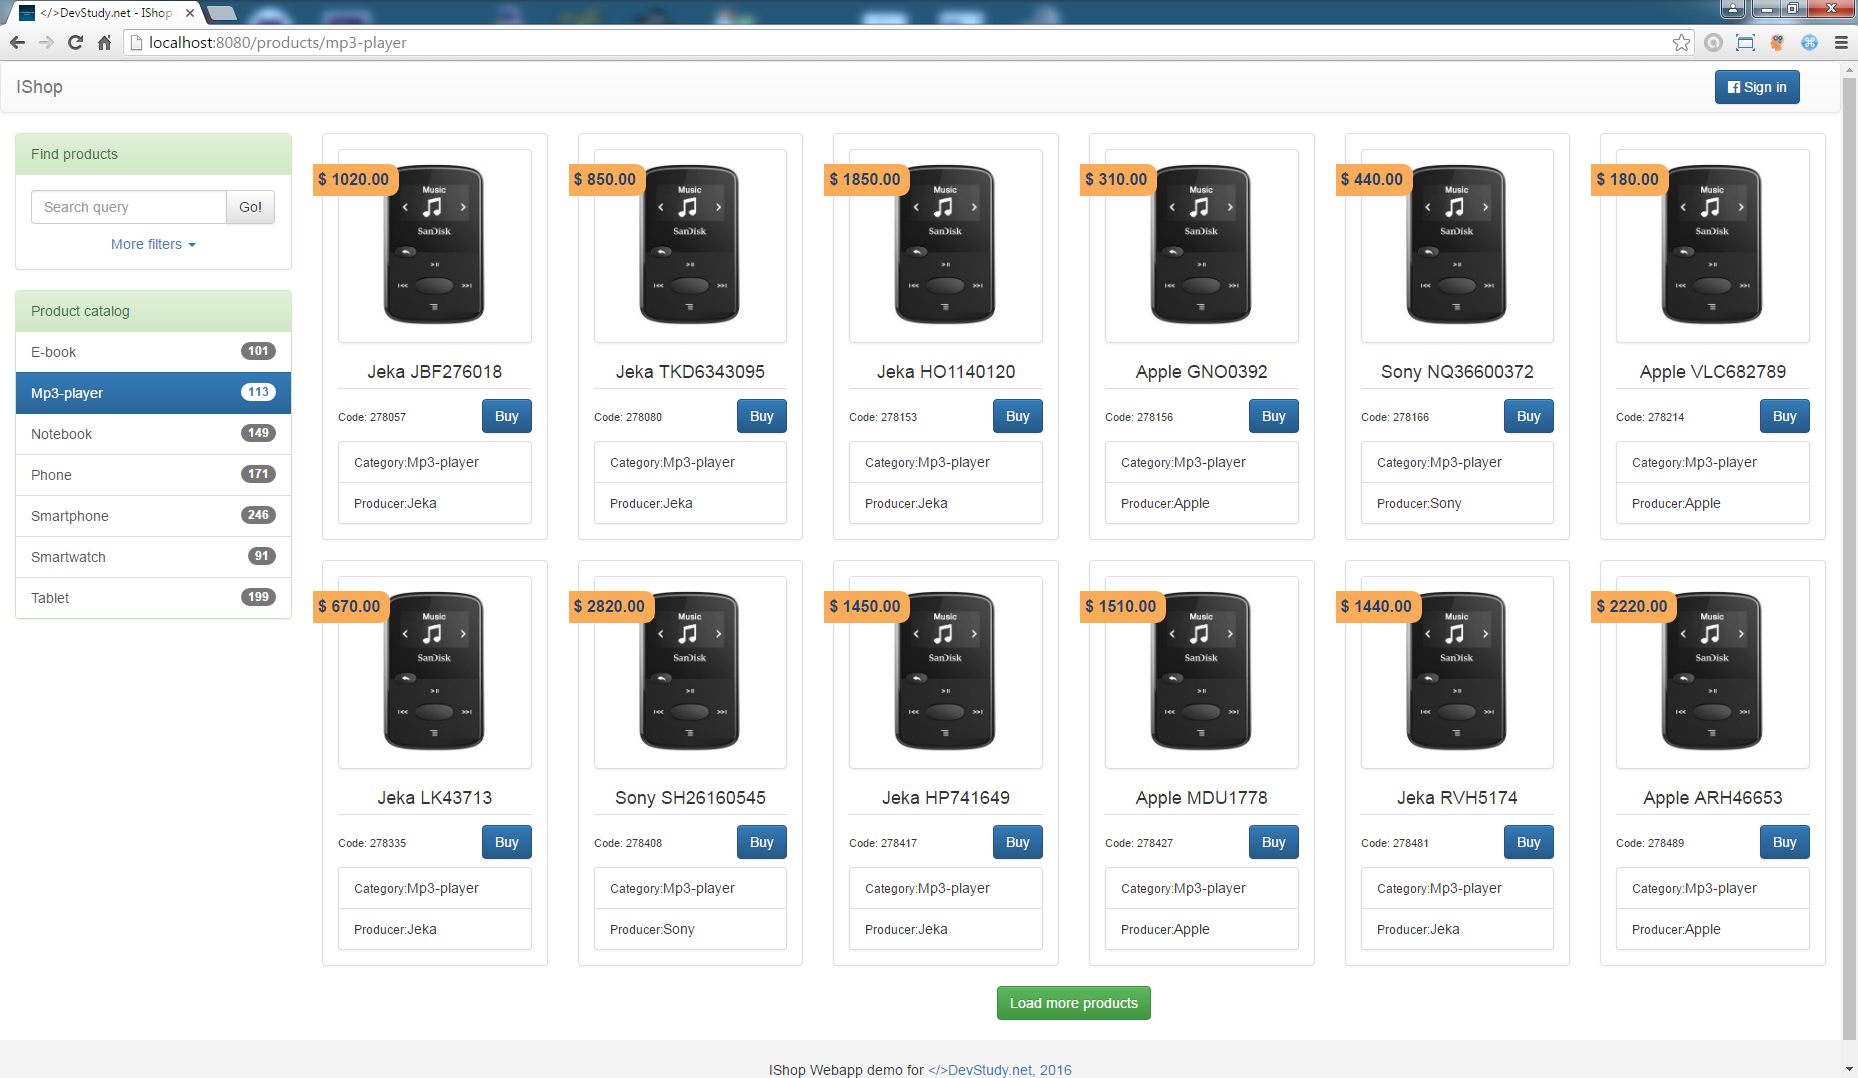 </>DevStudy.net - IShop
localhost:8080/products/mp3-player
IShop
Sign in
Find products
Search query
Go!
More filters
Product catalog
E-book 101
Mp3-player 113
Notebook 149
Phone 171
Smartphone 246
Smartwatch 91
Tablet 199
$ 1020.00
Music
SanDisk
Jeka JBF276018
Code: 278057
Buy
Category:Mp3-player
Producer:Jeka
$ 850.00
Music
SanDisk
Jeka TKD6343095
Code: 278080
Buy
Category:Mp3-player
Producer:Jeka
$ 1850.00
Music
SanDisk
Jeka HO1140120
Code: 278153
Buy
Category:Mp3-player
Producer:Jeka
$ 310.00
Music
SanDisk
Apple GNO0392
Code: 278156
Buy
Category:Mp3-player
Producer:Apple
$ 440.00
Music
SanDisk
Sony NQ36600372
Code: 278166
Buy
Category:Mp3-player
Producer:Sony
$ 180.00
Music
SanDisk
Apple VLC682789
Code: 278214
Buy
Category:Mp3-player
Producer:Apple
$ 670.00
Music
SanDisk
Jeka LK43713
Code: 278335
Buy
Category:Mp3-player
Producer:Jeka
$ 2820.00
Music
SanDisk
Sony SH26160545
Code: 278408
Buy
Category:Mp3-player
Producer:Sony
$ 1450.00
Music
SanDisk
Jeka HP741649
Code: 278417
Buy
Category:Mp3-player
Producer:Jeka
$ 1510.00
Music
SanDisk
Apple MDU1778
Code: 278427
Buy
Category:Mp3-player
Producer:Apple
$ 1440.00
Music
SanDisk
Jeka RVH5174
Code: 278481
Buy
Category:Mp3-player
Producer:Jeka
$ 2220.00
Music
SanDisk
Apple ARH46653
Code: 278489
Buy
Category:Mp3-player
Producer:Apple
Load more products
IShop Webapp demo for </>DevStudy.net, 2016